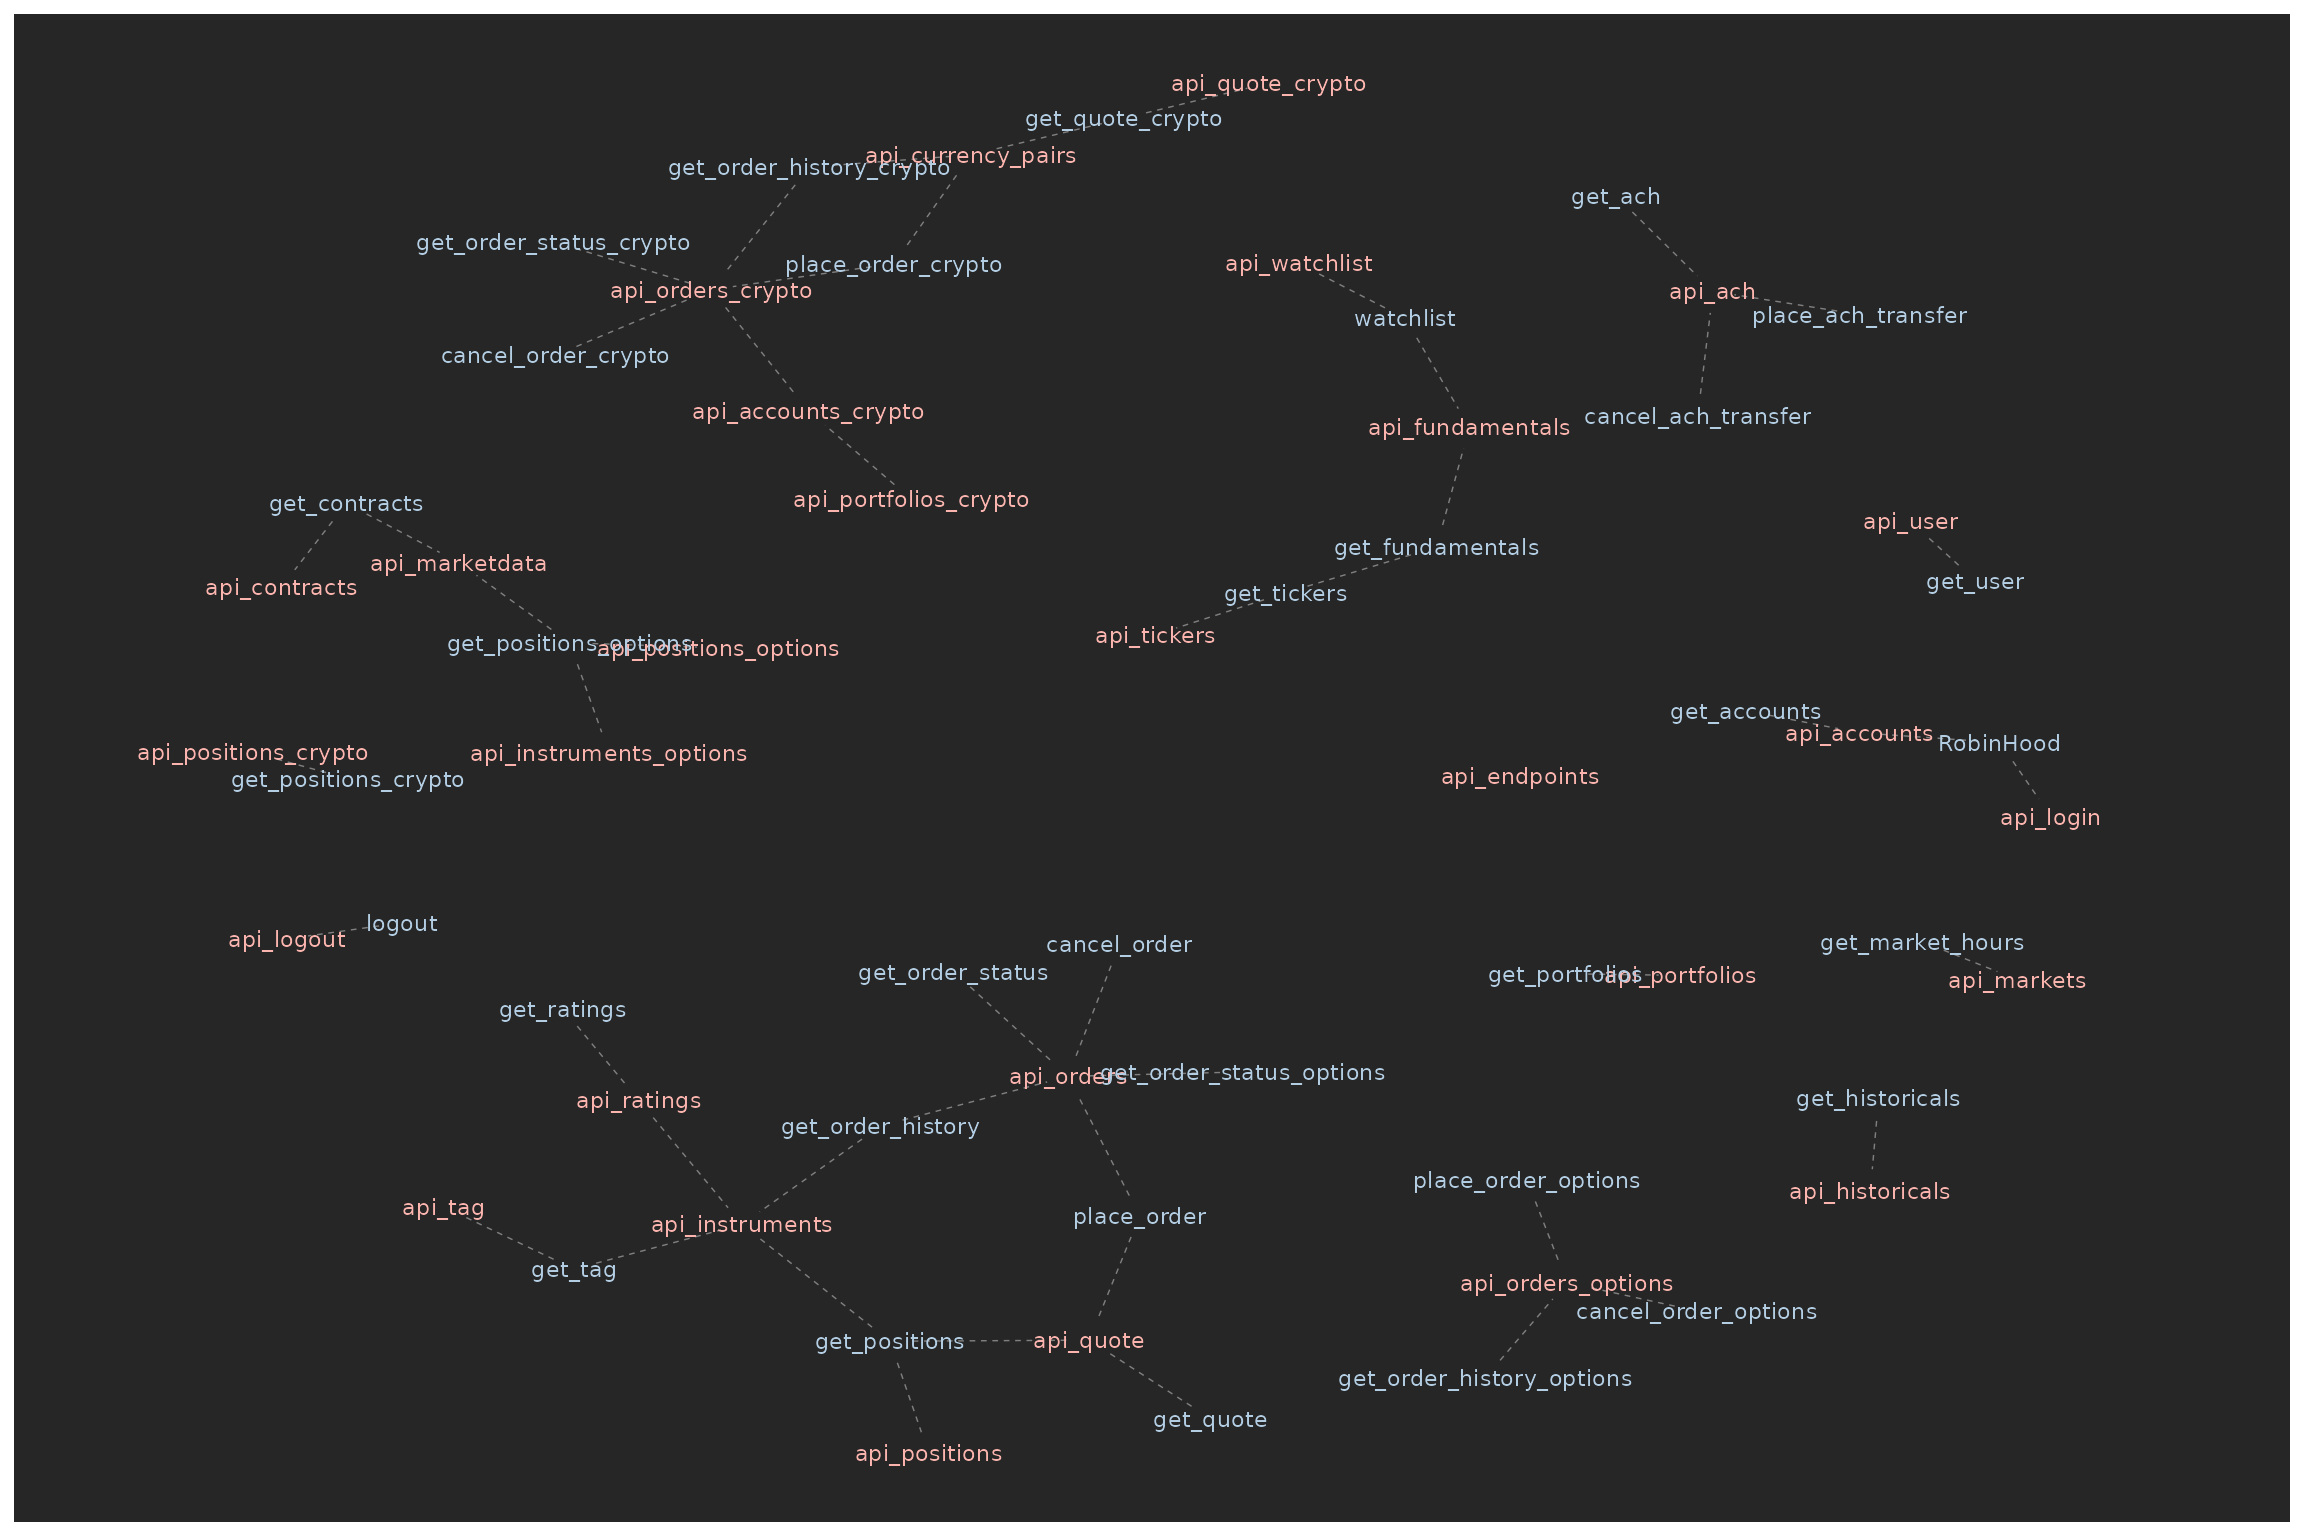 api_quote_crypto
get_quote_crypto
api_currency_pairs
get_order_history_crypto
get_ach
get_order_status_crypto
place_order_crypto
api_watchlist
api_orders_crypto
api_ach
place_ach_transfer
watchlist
cancel_order_crypto
api_accounts_crypto
cancel_ach_transfer
api_fundamentals
api_portfolios_crypto
get_contracts
api_user
get_fundamentals
api_marketdata
get_user
api_contracts
get_tickers
api_tickers
get_positions_options
api_positions_options
get_accounts
api_accounts
RobinHood
api_positions_crypto
api_instruments_options
get_positions_crypto
api_endpoints
api_login
logout
api_logout
cancel_order
get_market_hours
get_order_status
get_portfolios
api_portfolios
api_markets
get_ratings
api_orders
get_order_status_options
api_ratings
get_historicals
get_order_history
place_order_options
api_historicals
api_tag
place_order
api_instruments
get_tag
api_orders_options
cancel_order_options
get_positions
api_quote
get_order_history_options
get_quote
api_positions